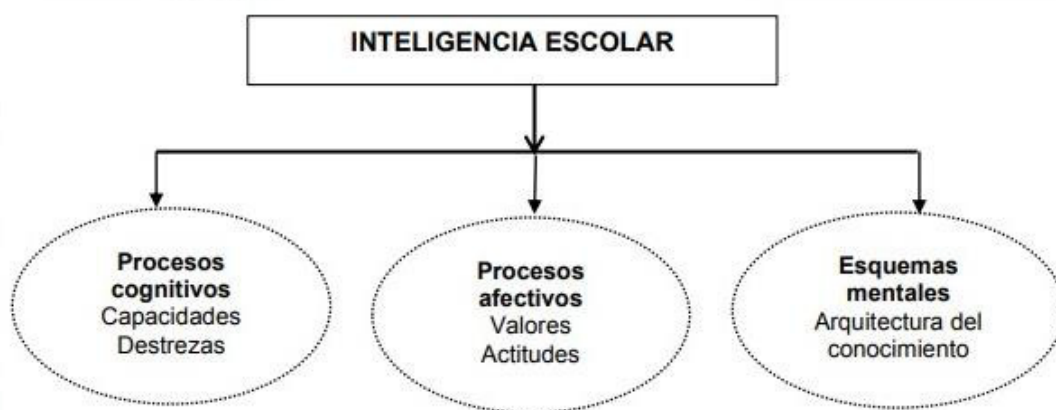 INTELIGENCIA ESCOLAR
Procesos
cognitivos
Capacidades
Destrezas
Procesos
afectivos
Valores
Actitudes
Esquemas
mentales
Arquitectura del
conocimiento